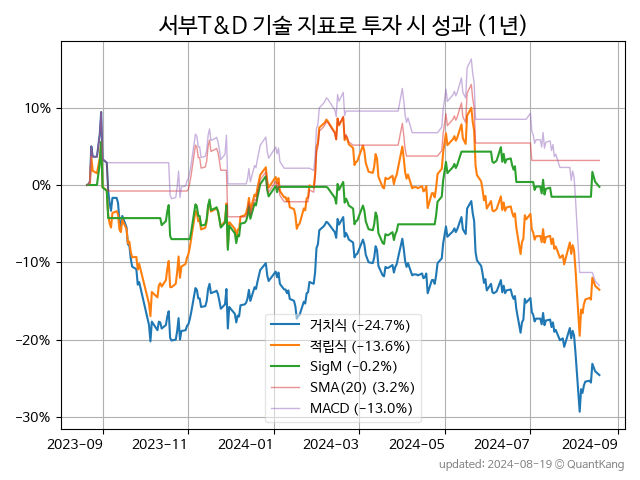 서부T&D 기술 지표로 투자 시 성과 (1년)
10%
0%
−10%
−20%
−30%
거치식 (−24.7%)
적립식 (−13.6%)
SigM (−0.2%)
SMA(20) (3.2%)
MACD (−13.0%)
2023-09 2023-11 2024-01 2024-03 2024-05 2024-07 2024-09
updated: 2024-08-19 © QuantKang